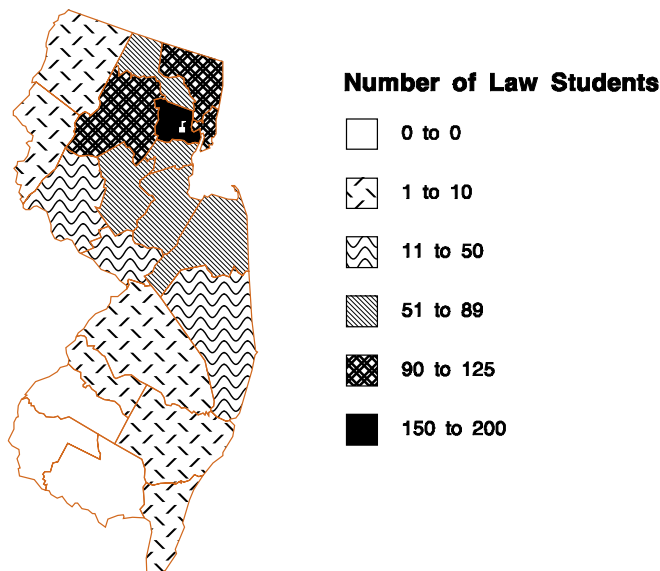 Number of Law Students
0 to 0
1 to 10
11 to 50
51 to 89
90 to 125
150 to 200